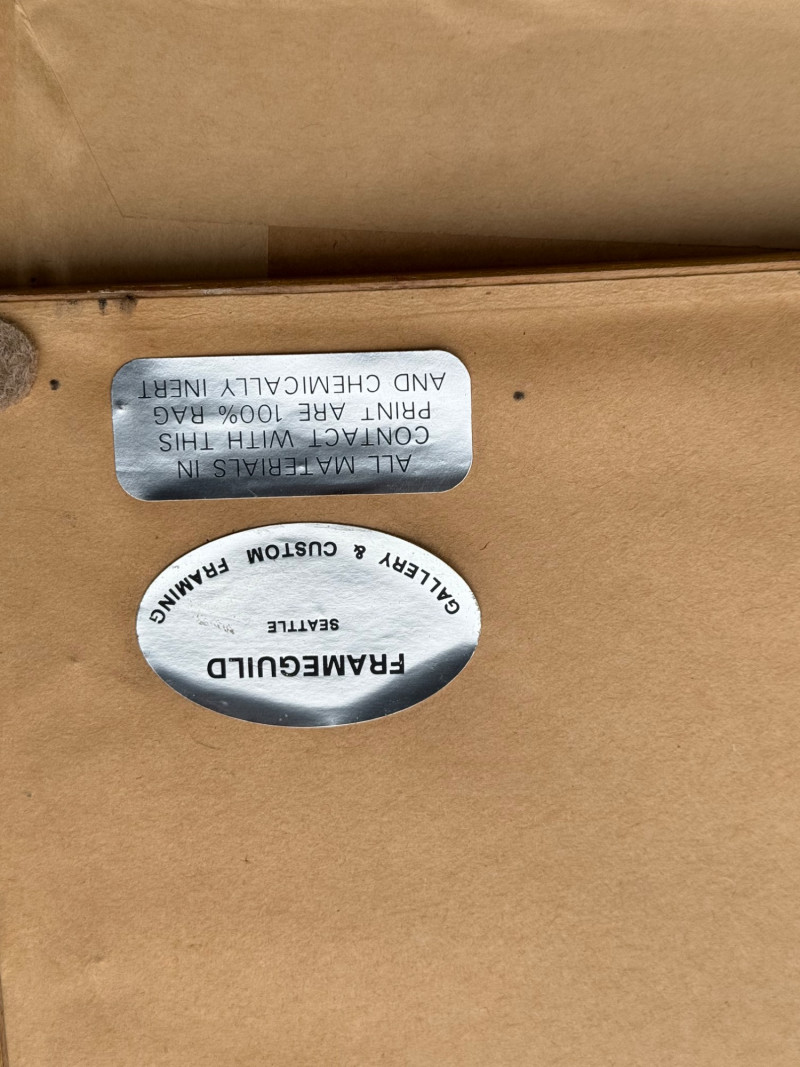 FRAMEGUILD
SEATTLE
GALLERY & CUSTOM FRAMING
ALL MATERIALS IN
CONTACT WITH THIS
PRINT ARE 100% RAG
AND CHEMICALLY INERT